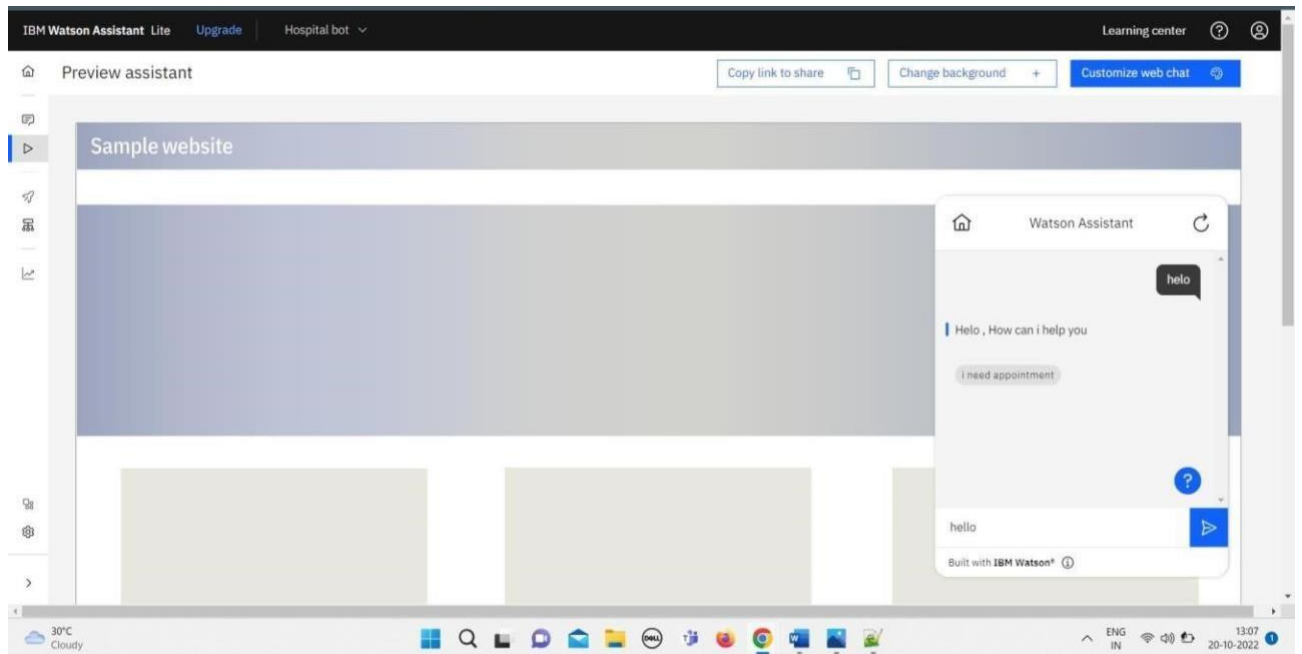 IBM Watson Assistant Lite Upgrade Hospital bot Learning center
Preview assistant Copy link to share Change background + Customize web chat
Sample website
Watson Assistant
helo
Helo , How can i help you
i need appointment
?
hello
Built with IBM Watson®
30°C
Cloudy
DELL
ENG
IN
13:07
20-10-2022
1